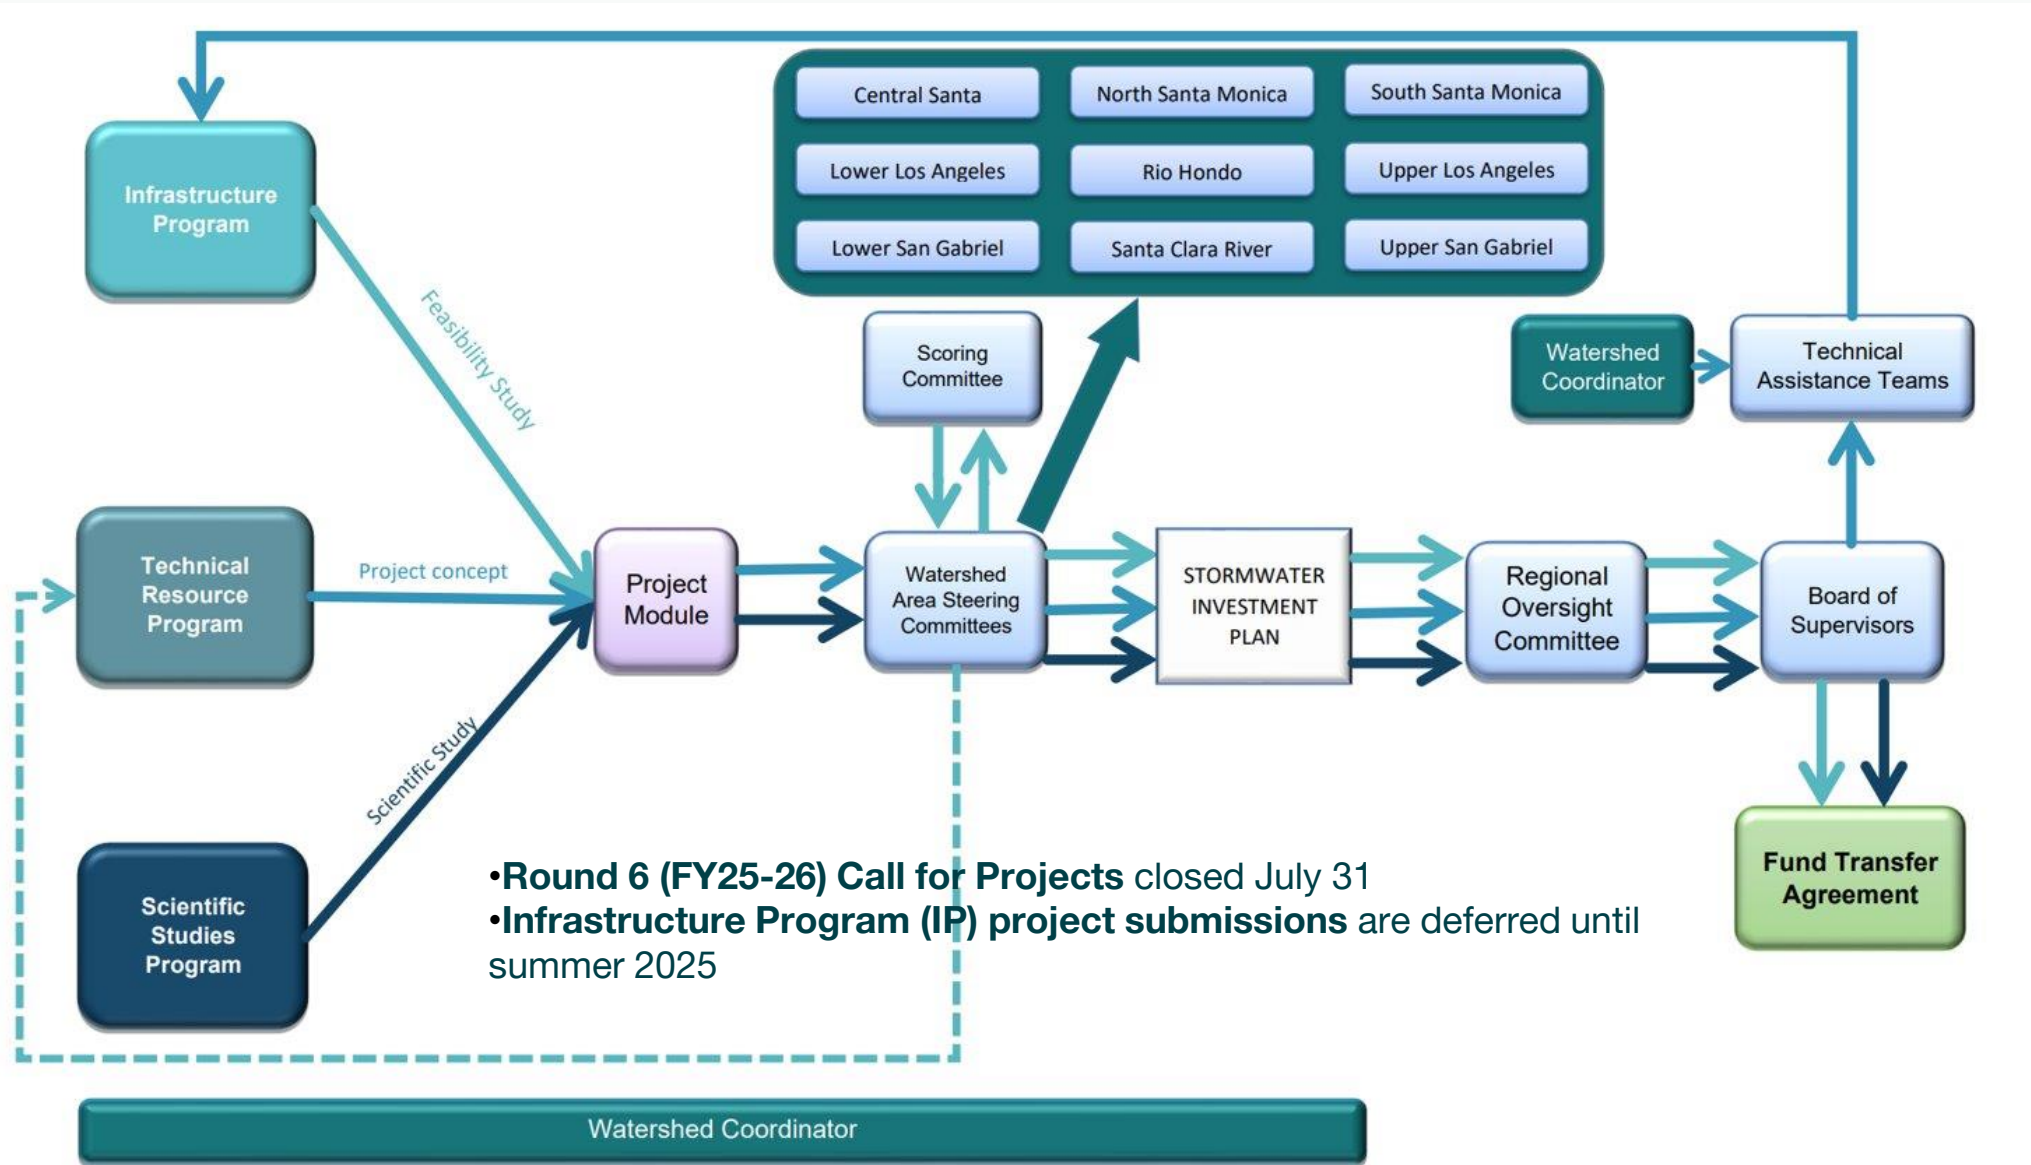 Central Santa
North Santa Monica
South Santa Monica
Lower Los Angeles
Rio Hondo
Upper Los Angeles
Lower San Gabriel
Santa Clara River
Upper San Gabriel
Infrastructure
Program
Feasibility Study
Scoring
Committee
Watershed
Coordinator
Technical
Assistance Teams
Technical
Resource
Program
Project concept
Project
Module
Watershed
Area Steering
Committees
STORMWATER
INVESTMENT
PLAN
Regional
Oversight
Committee
Board of
Supervisors
Scientific Study
Scientific
Studies
Program
•Round 6 (FY25-26) Call for Projects closed July 31
•Infrastructure Program (IP) project submissions are deferred until
summer 2025
Fund Transfer
Agreement
Watershed Coordinator